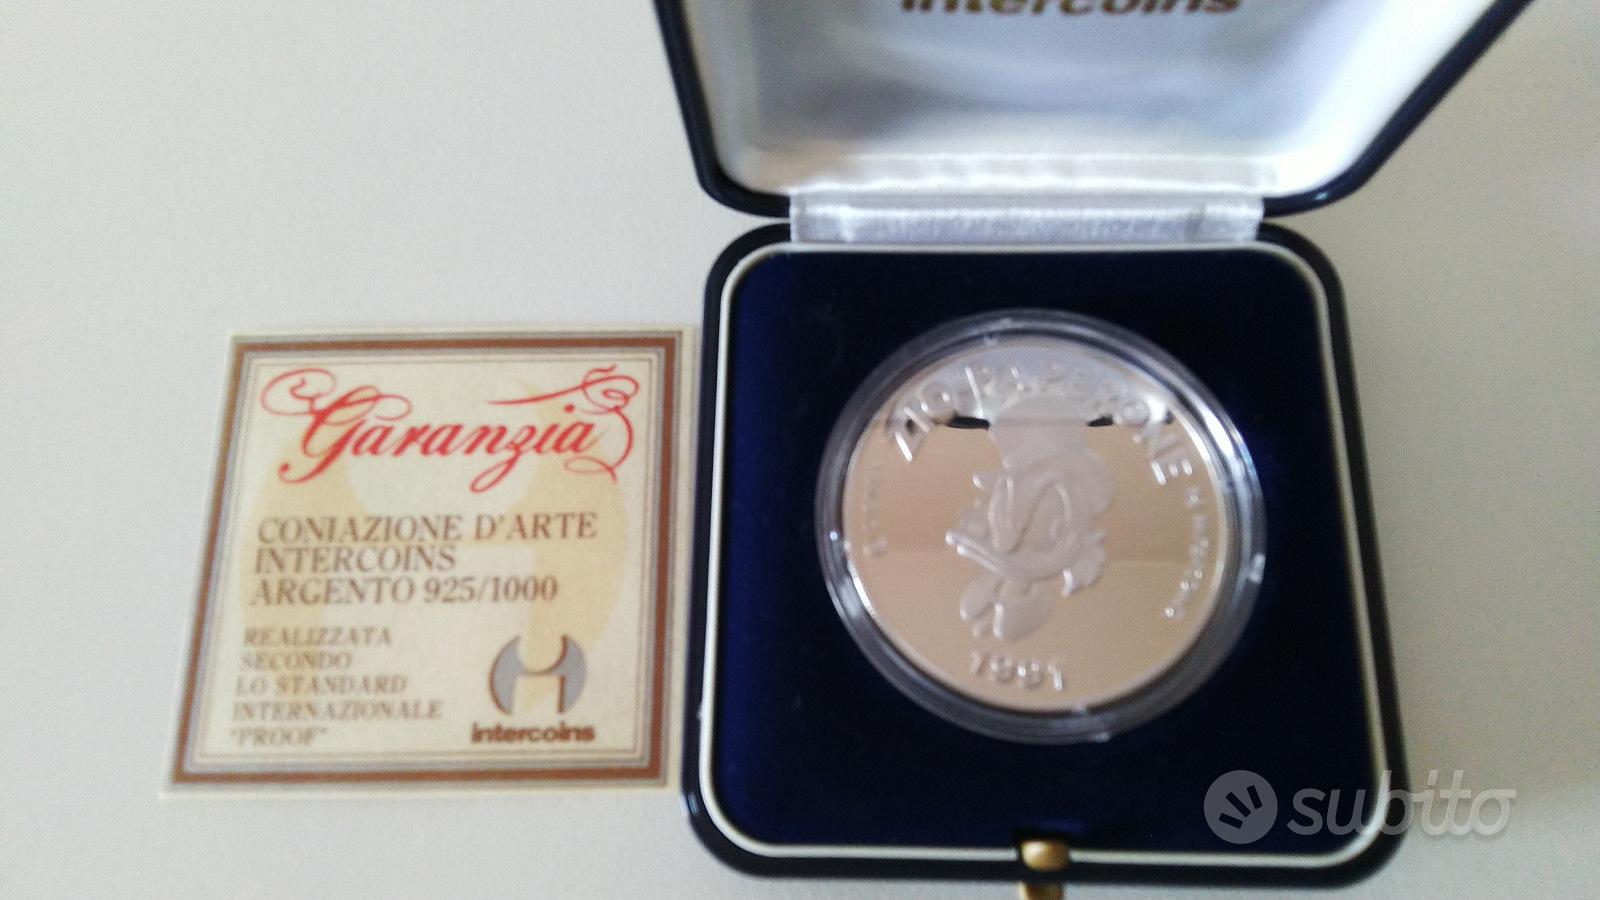 intercoins
Garanzia
CONIAZIONE D'ARTE
INTERCOINS
ARGENTO 925/1000
REALIZZATA
SECONDO
LO STANDARD
INTERNAZIONALE
"PROOF"
intercoins
ZIO PAPERONE
1991
subito